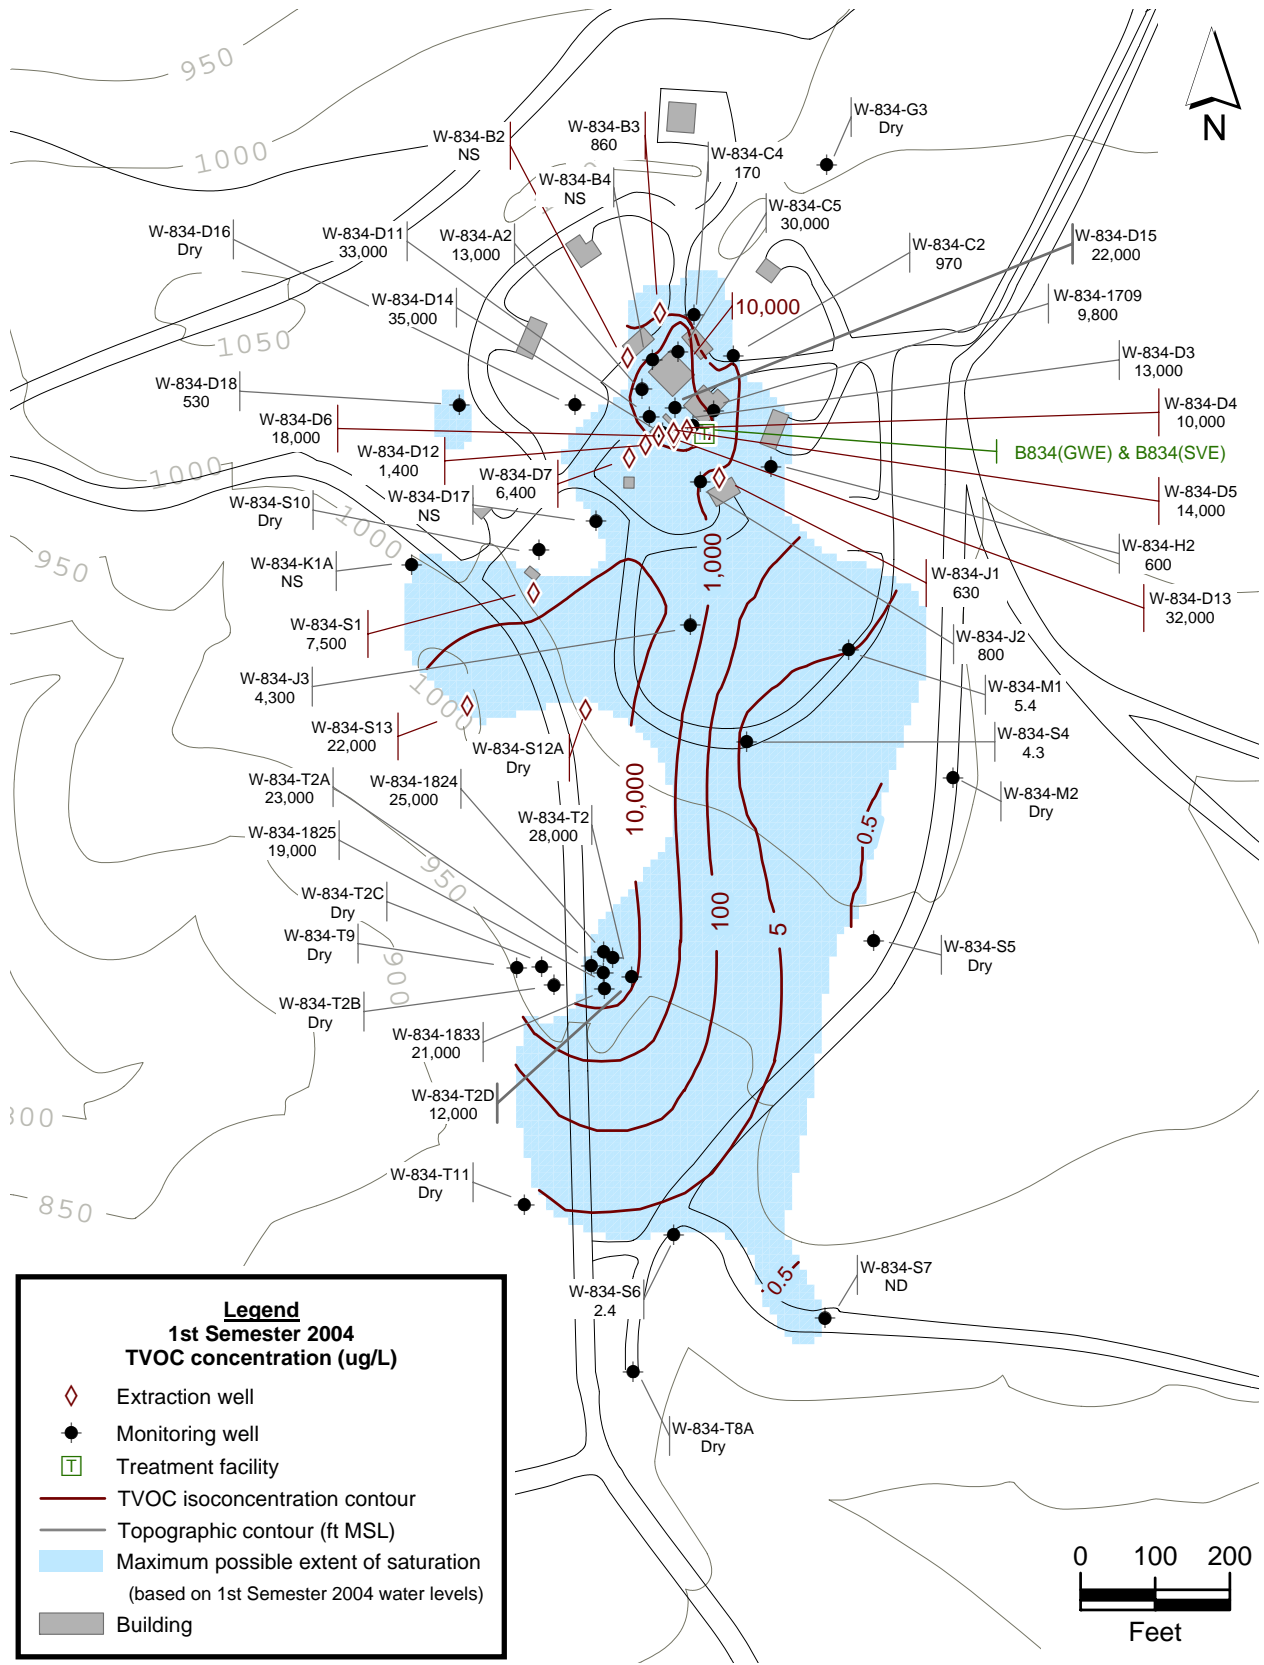 950
W-834-G3
Dry
N
W-834-B2
NS
W-834-B3
860
W-834-C4
170
1000
W-834-B4
NS
W-834-C5
30,000
W-834-D16
Dry
W-834-D11
33,000
W-834-A2
13,000
W-834-C2
970
W-834-D15
22,000
W-834-D14
35,000
10,000
W-834-1709
9,800
1050
W-834-D3
13,000
W-834-D18
530
W-834-D6
18,000
W-834-D4
10,000
T
W-834-D12
1,400
B834(GWE) & B834(SVE)
1000
W-834-D7
6,400
W-834-D17
NS
W-834-D5
14,000
W-834-S10
Dry
1000
W-834-H2
600
950
W-834-K1A
NS
1,000
W-834-J1
630
W-834-D13
32,000
W-834-S1
7,500
W-834-J2
800
W-834-J3
4,300
1000
W-834-M1
5.4
W-834-S13
22,000
W-834-S12A
Dry
W-834-S4
4.3
W-834-T2A
23,000
W-834-1824
25,000
10,000
W-834-M2
Dry
W-834-T2
28,000
0.5
W-834-1825
19,000
950
W-834-T2C
Dry
100
5
W-834-T9
Dry
W-834-S5
Dry
900
W-834-T2B
Dry
W-834-1833
21,000
W-834-T2D
12,000
W-834-T11
Dry
850
0.5
W-834-S7
ND
W-834-S6
2.4
W-834-T8A
Dry
Legend
1st Semester 2004
TVOC concentration (ug/L)
Extraction well
Monitoring well
T Treatment facility
TVOC isoconcentration contour
Topographic contour (ft MSL)
Maximum possible extent of saturation
(based on 1st Semester 2004 water levels)
Building
0 100 200
Feet